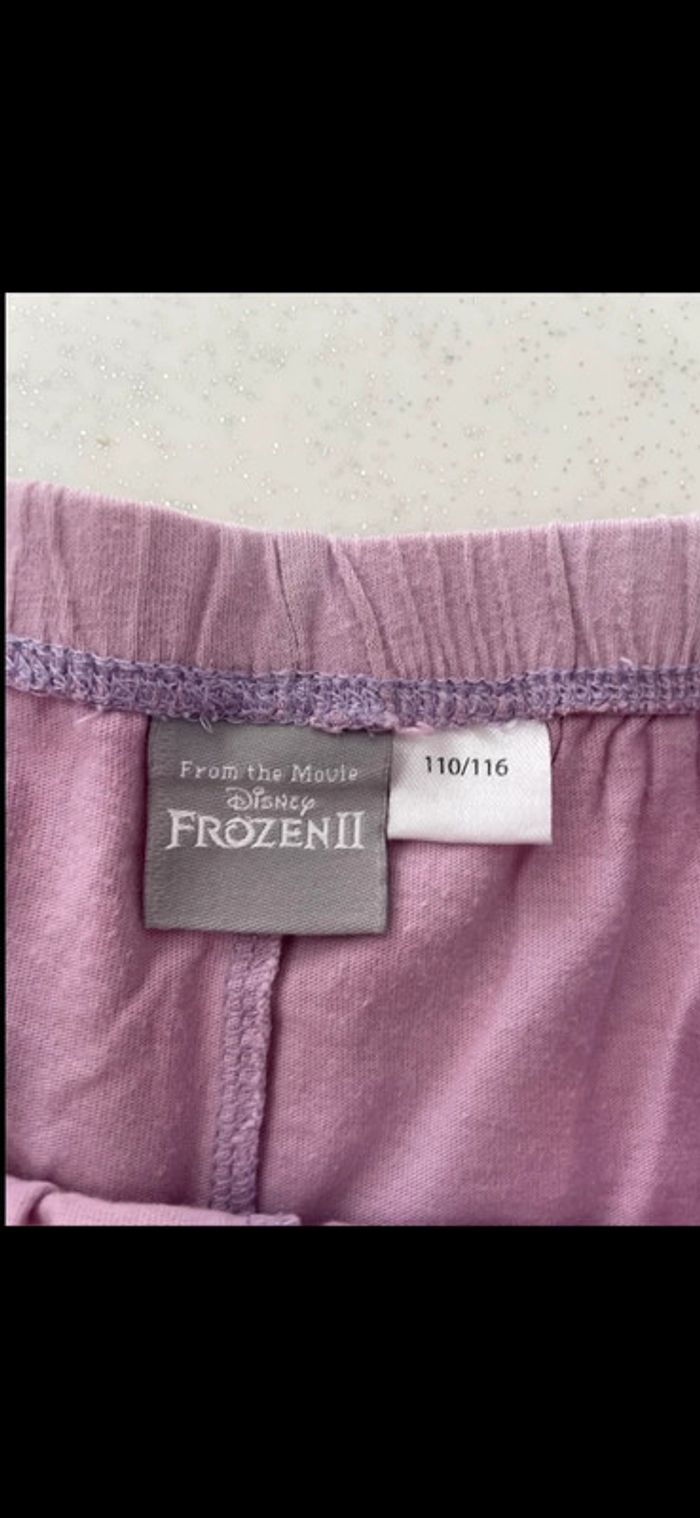 From the Movie
Disney
FROZEN II
110/116